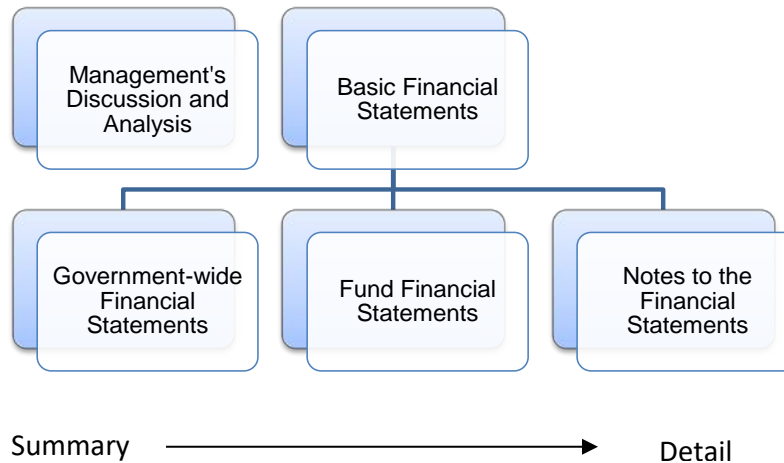 Management's
Discussion and
Analysis
Basic Financial
Statements
Government-wide
Financial
Statements
Fund Financial
Statements
Notes to the
Financial
Statements
Summary
Detail